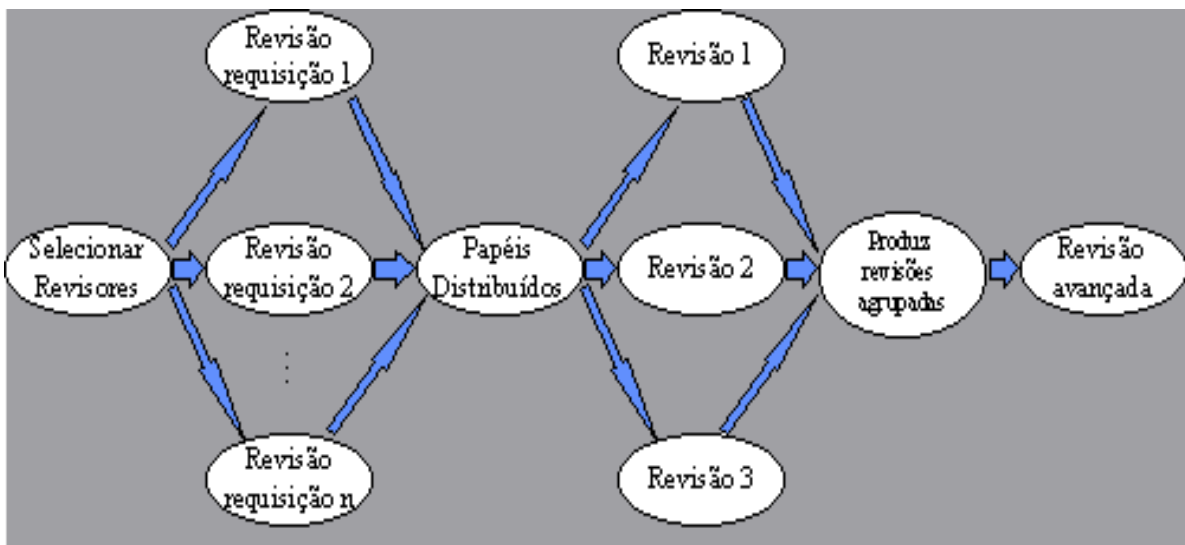 Revisão
requisição 1
Revisão 1
Selecionar
Revisores
Revisão
requisição 2
Papéis
Distribuídos
Revisão 2
Produz
revisões
agrupadas
Revisão
avançada
Revisão
requisição n
Revisão 3